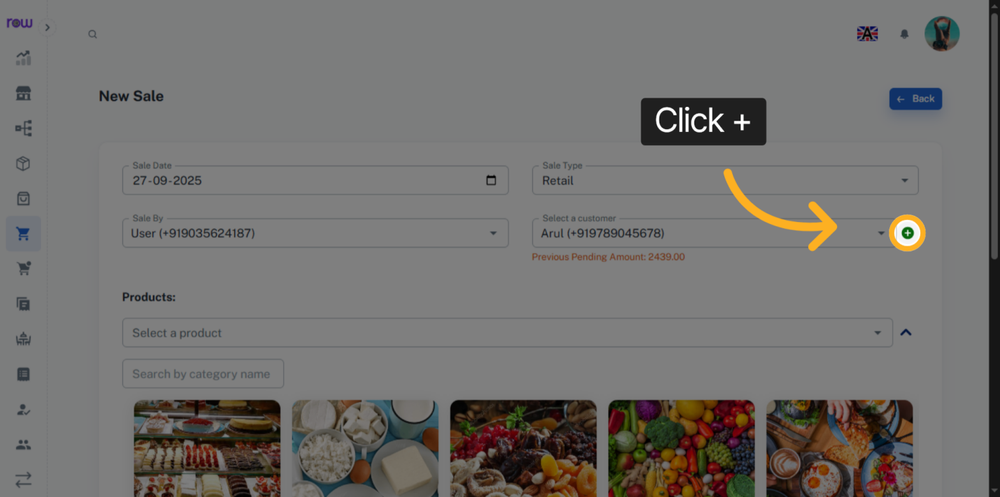 row
A
New Sale
Back
Click +
Sale Date
27-09-2025
Sale Type
Retail
Sale By
User (+919035624187)
Select a customer
Arul (+919789045678)
Previous Pending Amount: 2439.00
Products:
Select a product
Search by category name